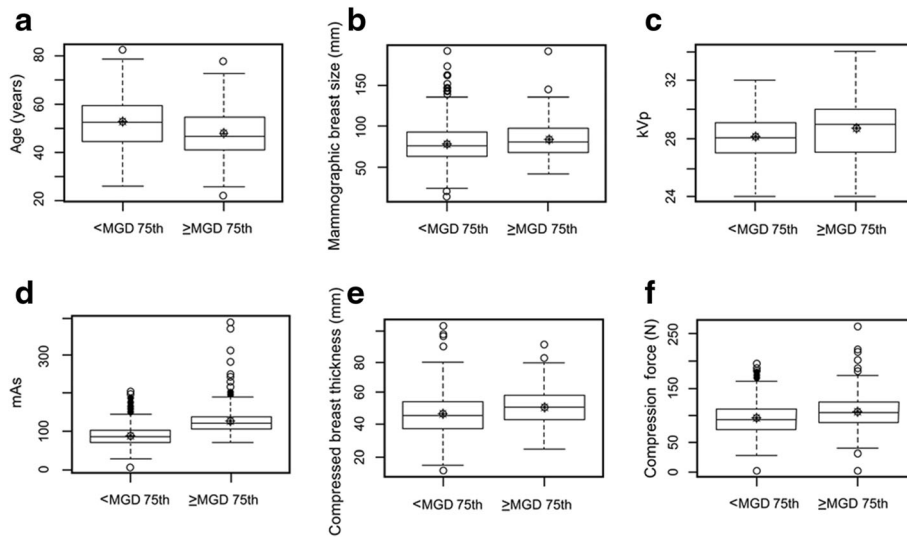 a
Age (years)
80
60
40
20
<MGD 75th ≥MGD 75th
b
Mammographic breast size (mm)
150
100
50
<MGD 75th ≥MGD 75th
c
kVp
32
28
24
<MGD 75th ≥MGD 75th
d
mAs
300
100
0
<MGD 75th ≥MGD 75th
e
Compressed breast thickness (mm)
80
60
40
20
<MGD 75th ≥MGD 75th
f
Compression force (N)
250
150
50
0
<MGD 75th ≥MGD 75th